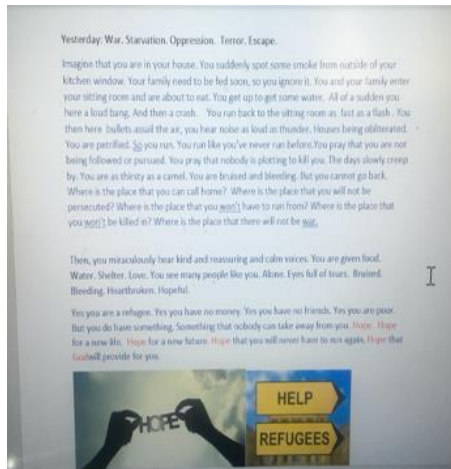 Yesterday: War. Starvation. Oppression. Terror. Escape.
Imagine that you are in your house. You suddenly spot some smoke from outside of your
kitchen window. Your family need to be fed soon, so you ignore it. You and your family enter
your sitting room and are about to eat. You get up to get some water. All of a sudden you
here a loud bang. And then a crash. You run back to the sitting room as fast as a flash. You
then here bullets assail the air, you hear noise as loud as thunder. Houses being obliterated.
You are petrified. So you run. You run like you've never run before.You pray that you are not
being followed or pursued. You pray that nobody is plotting to kill you. The days slowly creep
by. You are as thirsty as a camel. You are bruised and bleeding. But you cannot go back.
Where is the place that you can call home? Where is the place that you will not be
persecuted? Where is the place that you won't have to run from? Where is the place that
you won't be killed in? Where is the place that there will not be war.
Then, you miraculously hear kind and reassuring and calm voices. You are given food.
Water. Shelter. Love. You see many people like you. Alone. Eyes full of tears. Bruised.
Bleeding. Heartbroken. Hopeful.
Yes you are a refugee. Yes you have no money. Yes you have no friends. Yes you are poor.
But you do have something. Something that nobody can take away from you. Hope. Hope
for a new life. Hope for a new future. Hope that you will never have to run again. Hope that
God will provide for you.
HOPE
HELP
REFUGEES